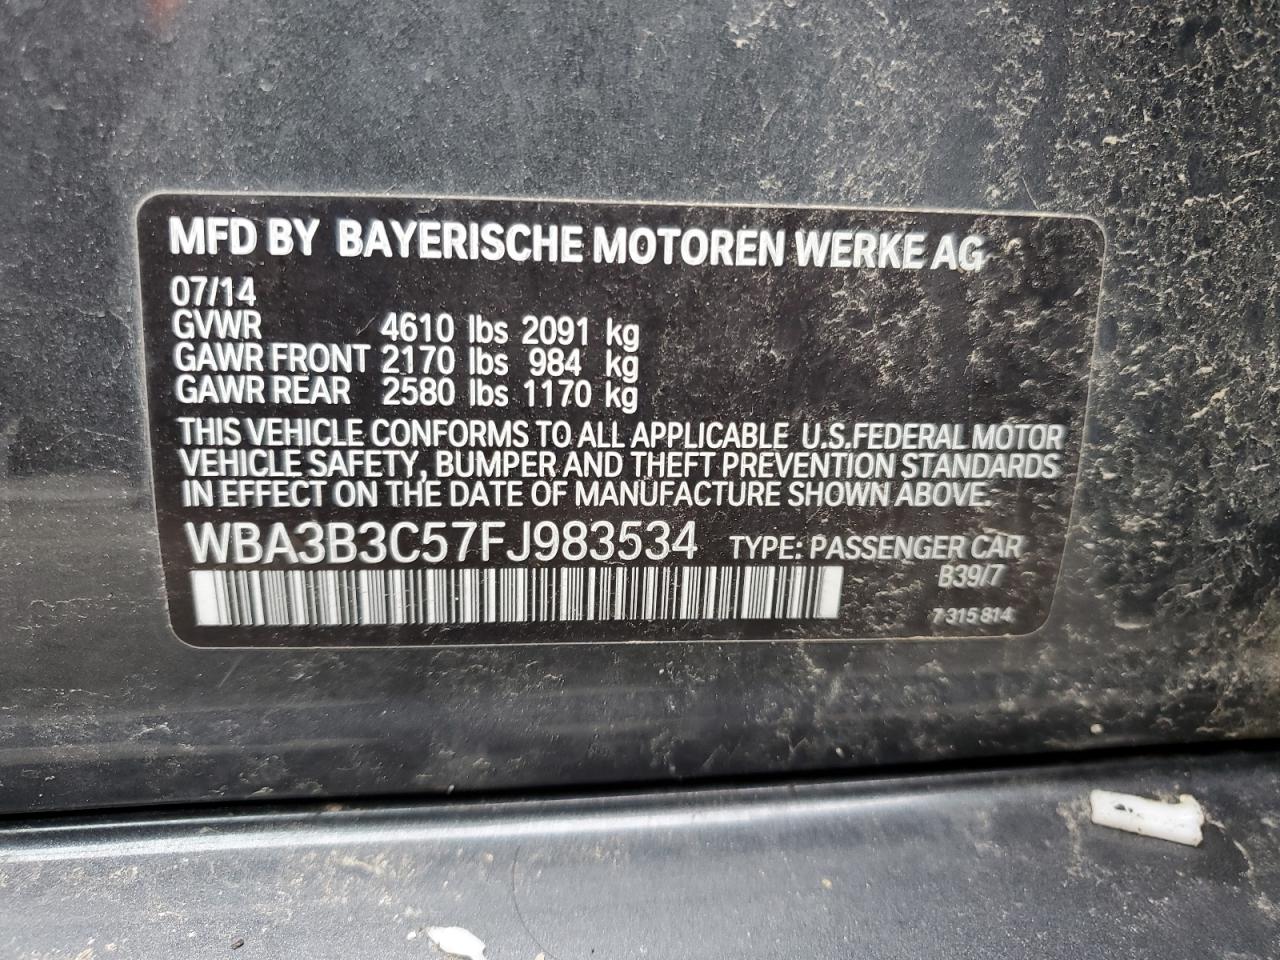 MFD BY BAYERISCHE MOTOREN WERKE AG
07/14
GVWR 4610 lbs 2091 kg
GAWR FRONT 2170 lbs 984 kg
GAWR REAR 2580 lbs 1170 kg
THIS VEHICLE CONFORMS TO ALL APPLICABLE U.S.FEDERAL MOTOR
VEHICLE SAFETY, BUMPER AND THEFT PREVENTION STANDARDS
IN EFFECT ON THE DATE OF MANUFACTURE SHOWN ABOVE.
WBA3B3C57FJ983534 TYPE: PASSENGER CAR
B39/7
7 315 814